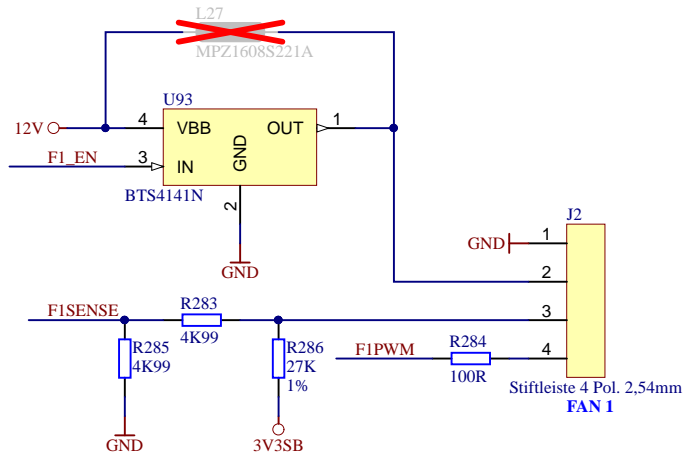 L27
MPZ1608S221A
U93
12V
4
VBB
OUT
1
F1_EN
3
IN
GND
BTS4141N
2
GND
J2
GND
1
2
F1SENSE
R283
4K99
3
R285
4K99
R286
27K
1%
F1PWM
R284
100R
4
Stiftleiste 4 Pol. 2,54mm
FAN 1
GND
3V3SB